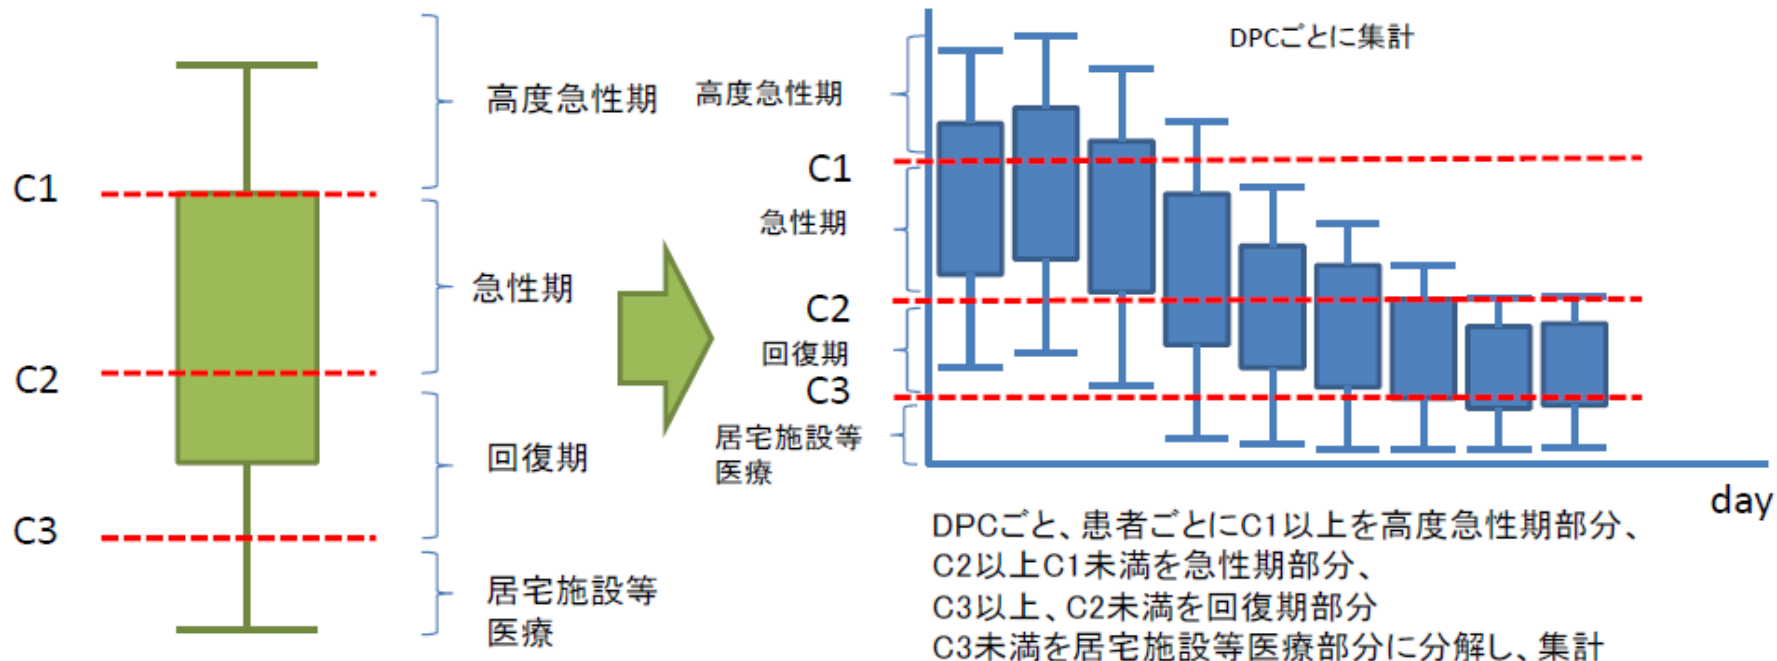 高度急性期
C1
急性期
C2
回復期
C3
居宅施設等
医療
DPCごとに集計
高度急性期
C1
急性期
C2
回復期
C3
居宅施設等
医療
day
DPCごと、患者ごとにC1以上を高度急性期部分、
C2以上C1未満を急性期部分、
C3以上、C2未満を回復期部分
C3未満を居宅施設等医療部分に分解し、集計